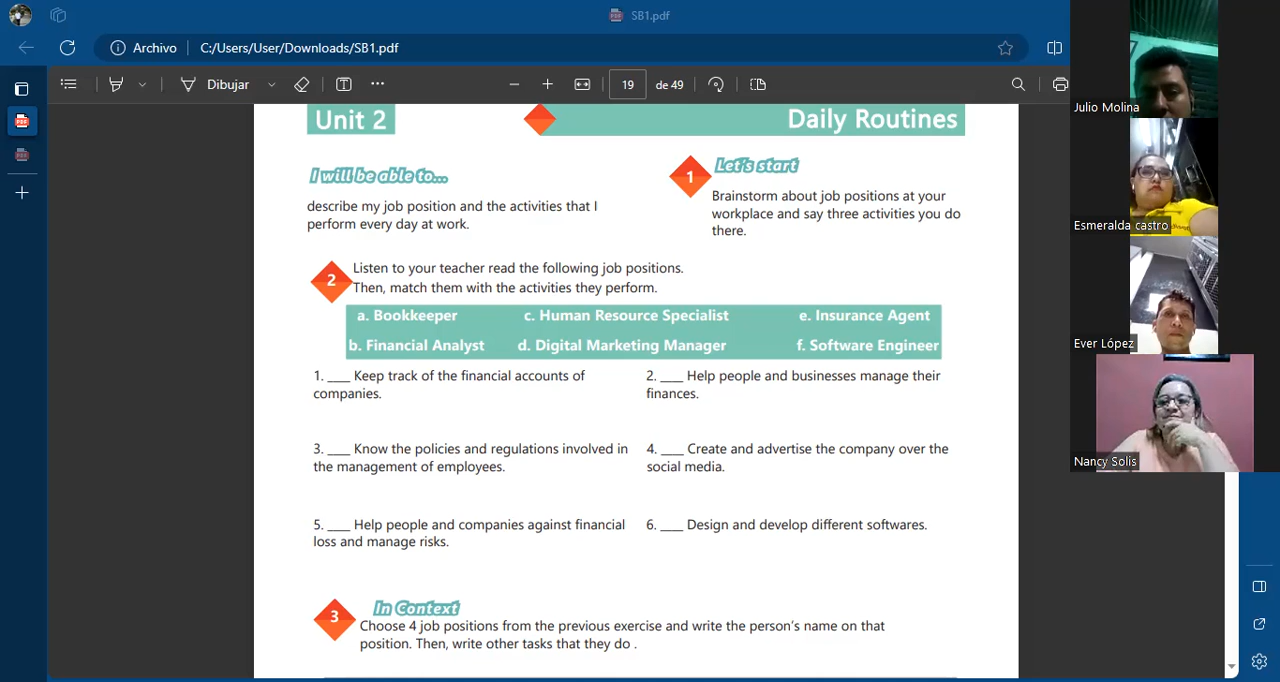 SB1.pdf
Archivo C:/Users/User/Downloads/SB1.pdf
Dibujar 19 de 49
Unit 2 Daily Routines
I will be able to...
describe my job position and the activities that I
perform every day at work.
1 Let's start
Brainstorm about job positions at your
workplace and say three activities you do
there.
2 Listen to your teacher read the following job positions.
Then, match them with the activities they perform.
a. Bookkeeper c. Human Resource Specialist e. Insurance Agent
b. Financial Analyst d. Digital Marketing Manager f. Software Engineer
1. ___ Keep track of the financial accounts of
companies.
2. ___ Help people and businesses manage their
finances.
3. ___ Know the policies and regulations involved in
the management of employees.
4. ___ Create and advertise the company over the
social media.
5. ___ Help people and companies against financial
loss and manage risks.
6. ___ Design and develop different softwares.
3 In Context
Choose 4 job positions from the previous exercise and write the person's name on that
position. Then, write other tasks that they do .
Julio Molina
Esmeralda castro
Ever López
Nancy Solis